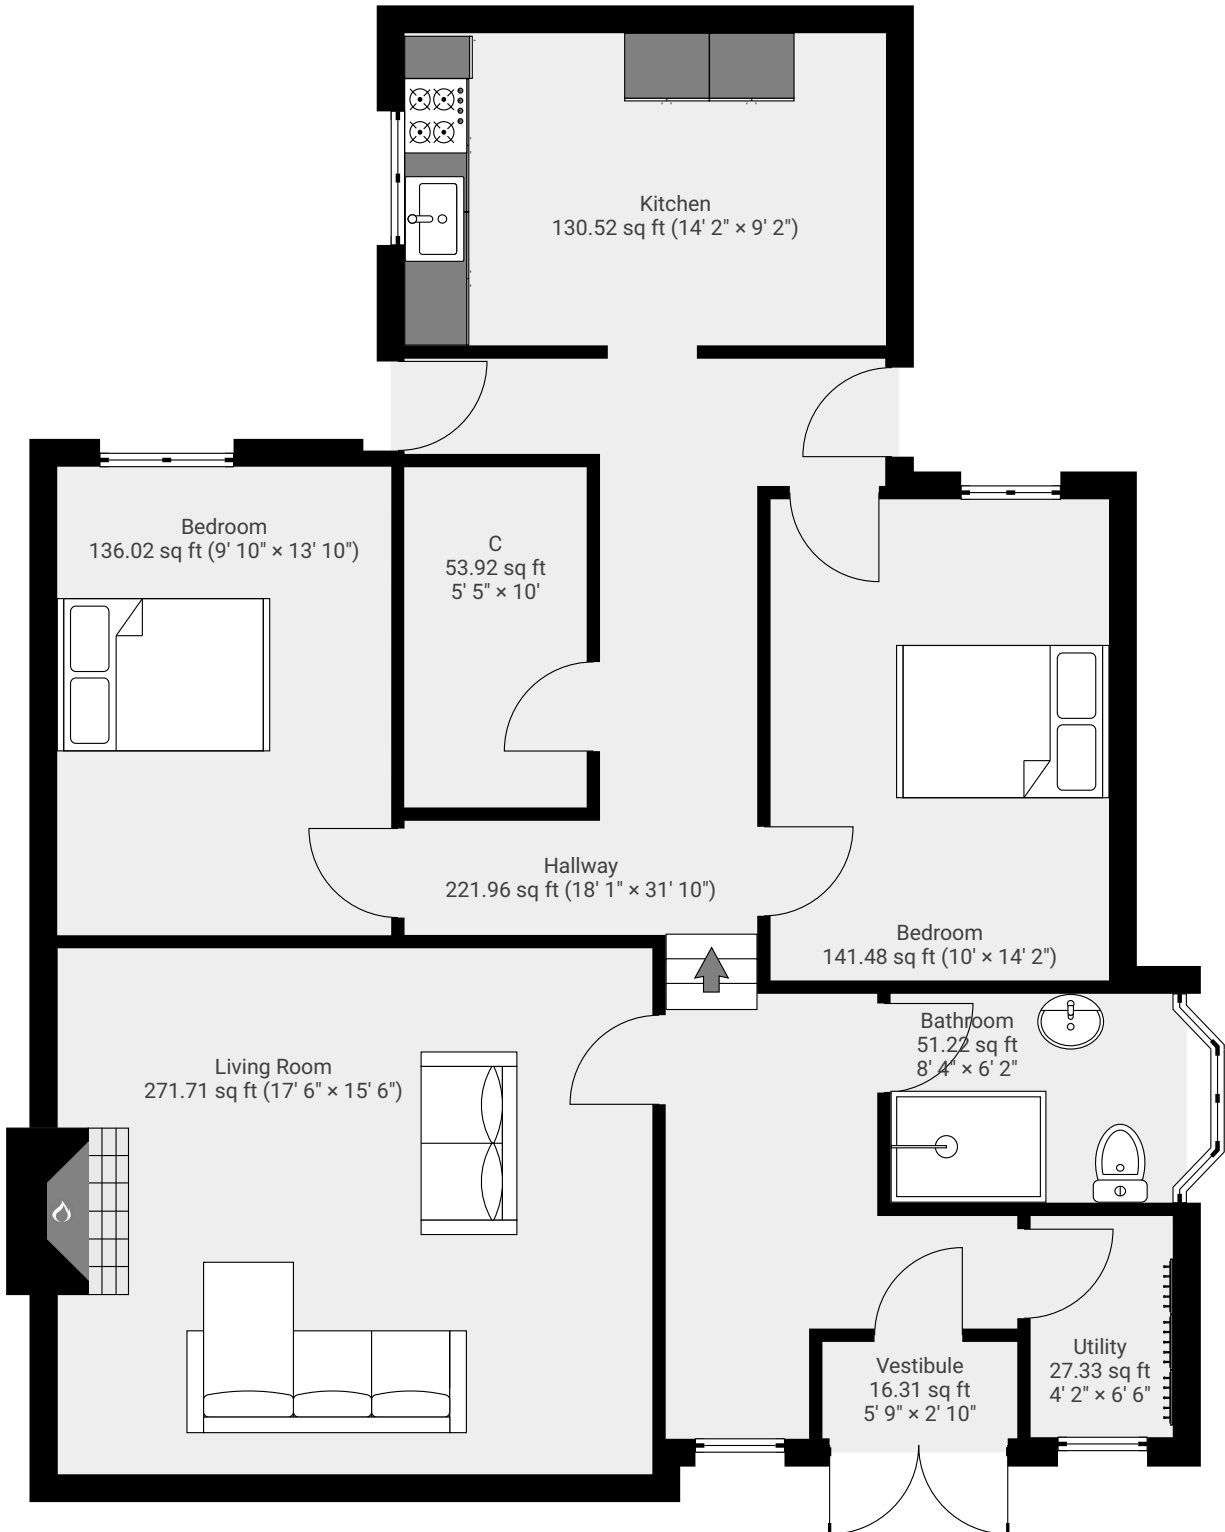 Kitchen
130.52 sq ft (14' 2" × 9' 2")
Bedroom
136.02 sq ft (9' 10" × 13' 10")
C
53.92 sq ft
5' 5" × 10'
Hallway
221.96 sq ft (18' 1" × 31' 10")
Bedroom
141.48 sq ft (10' × 14' 2")
Living Room
271.71 sq ft (17' 6" × 15' 6")
Bathroom
51.22 sq ft
8' 4" × 6' 2"
Vestibule
16.31 sq ft
5' 9" × 2' 10"
Utility
27.33 sq ft
4' 2" × 6' 6"